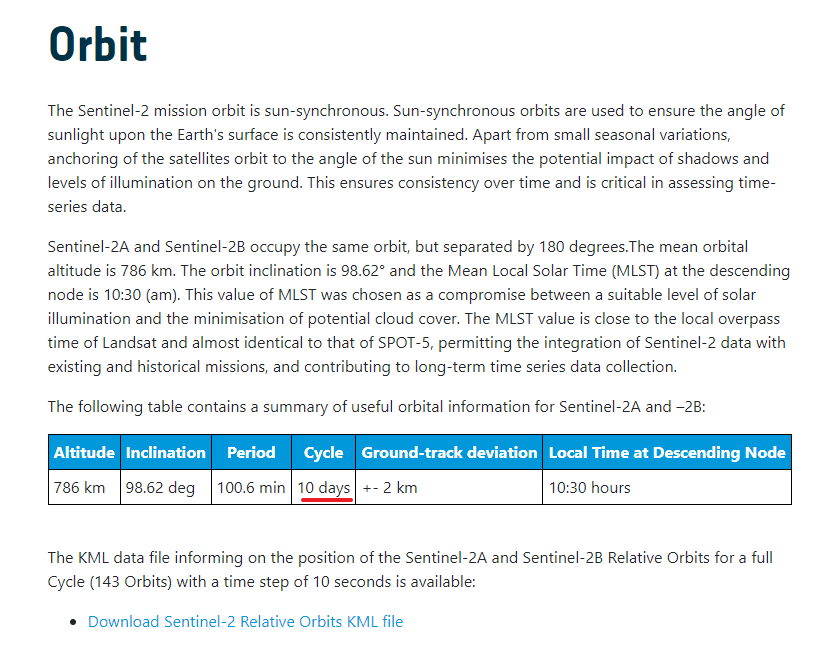 Orbit
The Sentinel-2 mission orbit is sun-synchronous. Sun-synchronous orbits are used to ensure the angle of
sunlight upon the Earth's surface is consistently maintained. Apart from small seasonal variations,
anchoring of the satellites orbit to the angle of the sun minimises the potential impact of shadows and
levels of illumination on the ground. This ensures consistency over time and is critical in assessing time-
series data.
Sentinel-2A and Sentinel-2B occupy the same orbit, but separated by 180 degrees.The mean orbital
altitude is 786 km. The orbit inclination is 98.62° and the Mean Local Solar Time (MLST) at the descending
node is 10:30 (am). This value of MLST was chosen as a compromise between a suitable level of solar
illumination and the minimisation of potential cloud cover. The MLST value is close to the local overpass
time of Landsat and almost identical to that of SPOT-5, permitting the integration of Sentinel-2 data with
existing and historical missions, and contributing to long-term time series data collection.
The following table contains a summary of useful orbital information for Sentinel-2A and –2B:
Altitude Inclination Period Cycle Ground-track deviation Local Time at Descending Node
786 km 98.62 deg 100.6 min 10 days +- 2 km 10:30 hours
The KML data file informing on the position of the Sentinel-2A and Sentinel-2B Relative Orbits for a full
Cycle (143 Orbits) with a time step of 10 seconds is available:
• Download Sentinel-2 Relative Orbits KML file